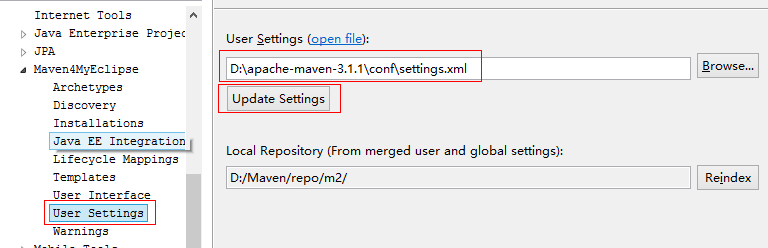 Internet Tools
Java Enterprise Projec
JPA
Maven4MyEclipse
Archetypes
Discovery
Installations
Java EE Integration
Lifecycle Mappings
Templates
User Interface
User Settings
Warnings
Mobile Tools
User Settings (open file):
D:\apache-maven-3.1.1\conf\settings.xml
Browse...
Update Settings
Local Repository (From merged user and global settings):
D:/Maven/repo/m2/
Reindex